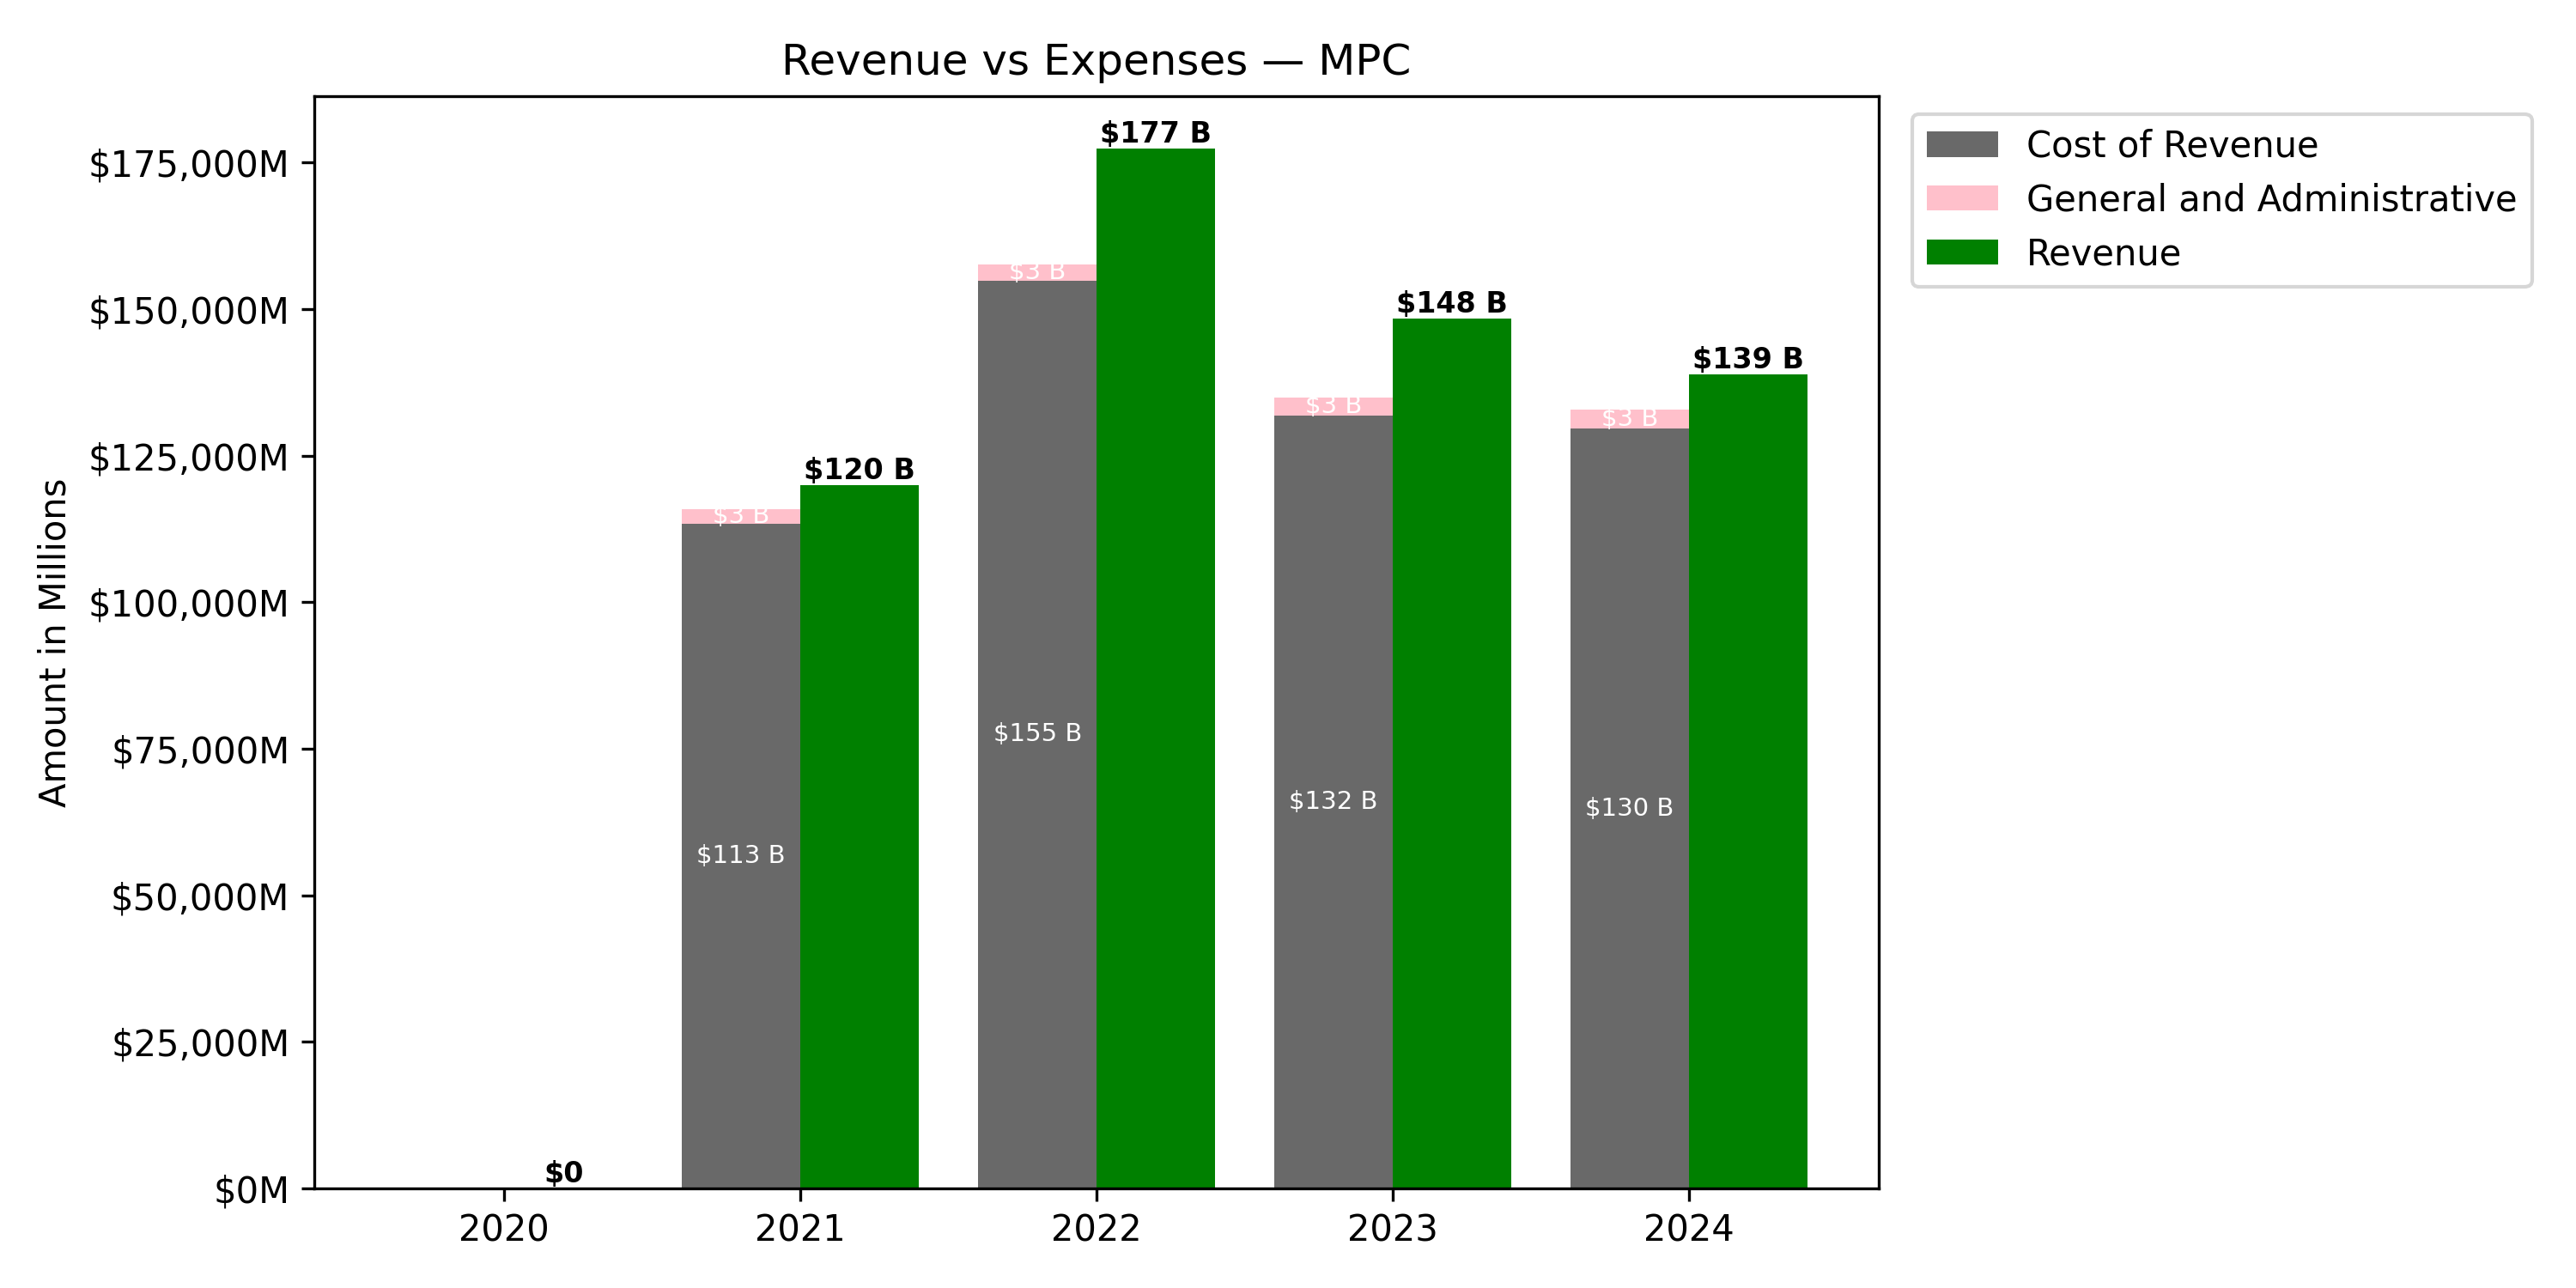 Revenue vs Expenses — MPC
Cost of Revenue
General and Administrative
Revenue
Amount in Millions
$175,000M
$150,000M
$125,000M
$100,000M
$75,000M
$50,000M
$25,000M
$0M
$0
$3 B
$113 B
$120 B
$3 B
$155 B
$177 B
$3 B
$132 B
$148 B
$3 B
$130 B
$139 B
2020
2021
2022
2023
2024